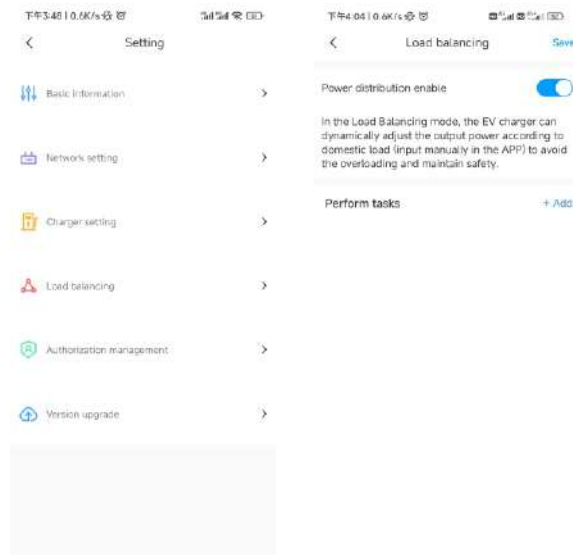 下午3:48 | 0.6K/s
Setting
Basic information
Network setting
Charger setting
Load balancing
Authorization management
Version upgrade
下午4:04 | 0.6K/s
Load balancing
Save
Power distribution enable
In the Load Balancing mode, the EV charger can
dynamically adjust the output power according to
domestic load (input manually in the APP) to avoid
the overloading and maintain safety.
Perform tasks
+ Add